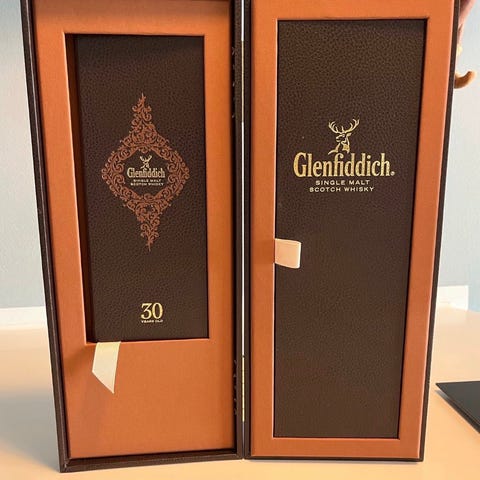 Glenfiddich
SINGLE MALT
SCOTCH WHISKY
30
YEARS OLD
Glenfiddich®
SINGLE MALT
SCOTCH WHISKY